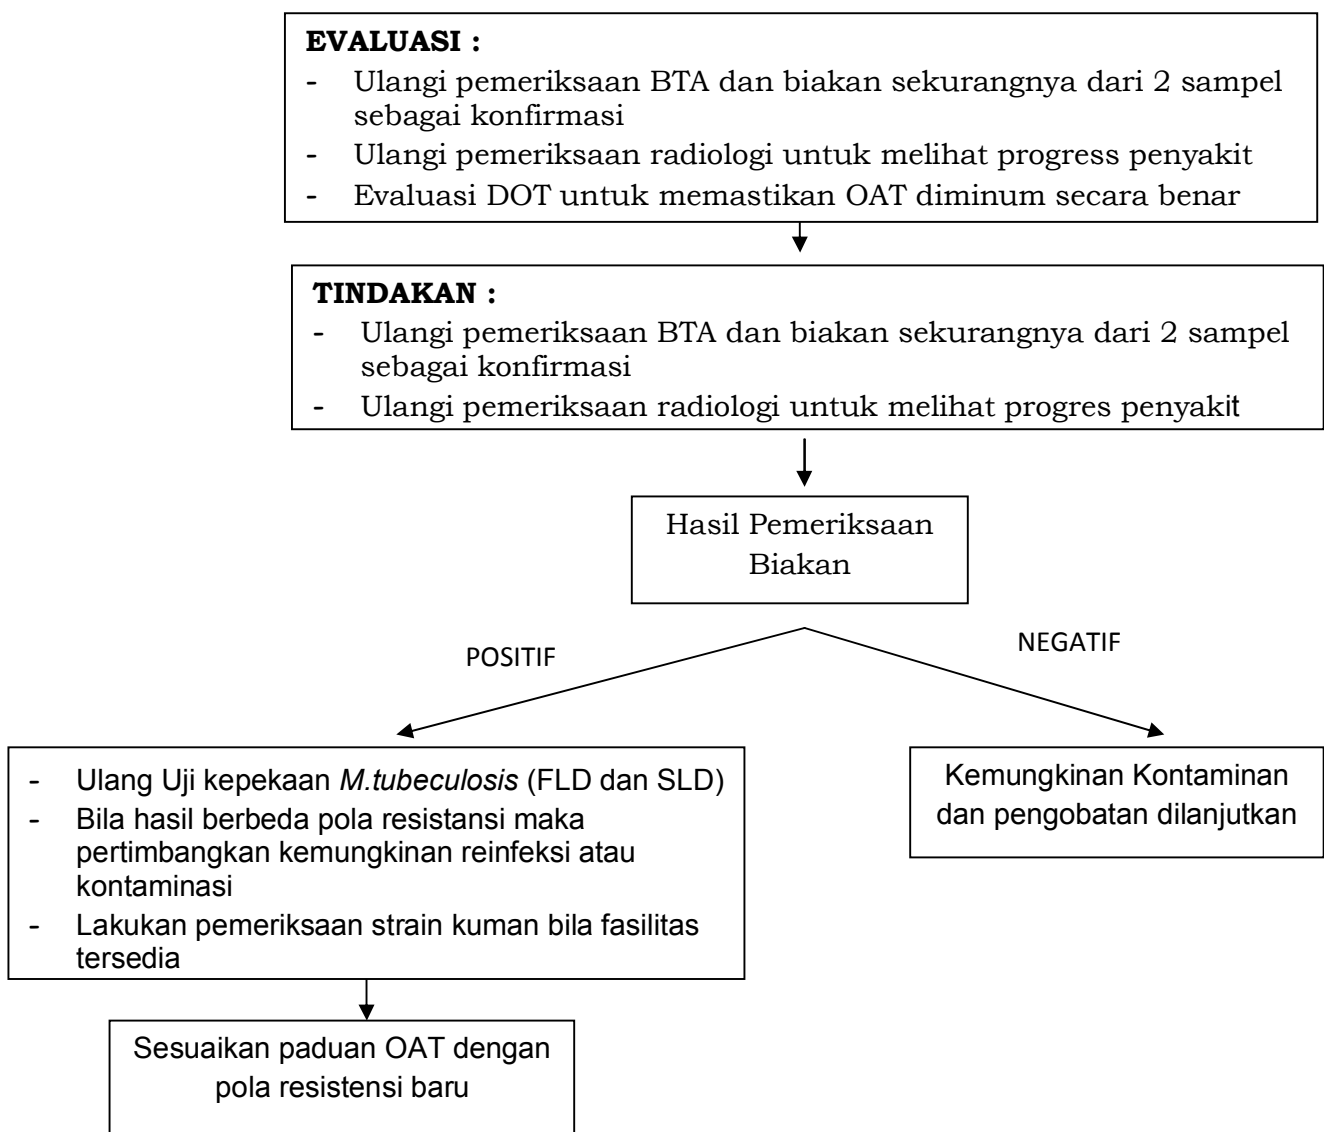 EVALUASI :
- Ulangi pemeriksaan BTA dan biakan sekurangnya dari 2 sampel
sebagai konfirmasi
- Ulangi pemeriksaan radiologi untuk melihat progress penyakit
- Evaluasi DOT untuk memastikan OAT diminum secara benar
TINDAKAN :
- Ulangi pemeriksaan BTA dan biakan sekurangnya dari 2 sampel
sebagai konfirmasi
- Ulangi pemeriksaan radiologi untuk melihat progres penyakit
Hasil Pemeriksaan
Biakan
POSITIF
NEGATIF
- Ulang Uji kepekaan M.tubeculosis (FLD dan SLD)
- Bila hasil berbeda pola resistansi maka
pertimbangkan kemungkinan reinfeksi atau
kontaminasi
- Lakukan pemeriksaan strain kuman bila fasilitas
tersedia
Kemungkinan Kontaminan
dan pengobatan dilanjutkan
Sesuaikan paduan OAT dengan
pola resistensi baru